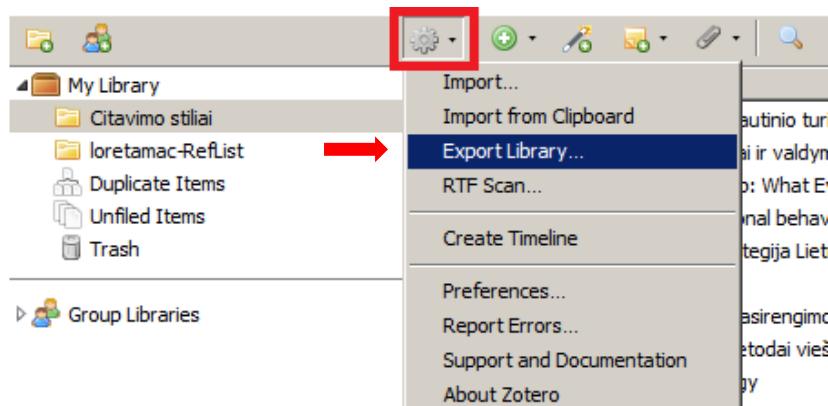 My Library
Citavimo stiliai
loretamac-RefList
Duplicate Items
Unfiled Items
Trash
Group Libraries
Import...
Import from Clipboard
Export Library...
RTF Scan...
Create Timeline
Preferences...
Report Errors...
Support and Documentation
About Zotero
autinio turi
ai ir valdym
p: What Ev
onal behav
tegija Liet
asirengimo
etodai vieš
gy